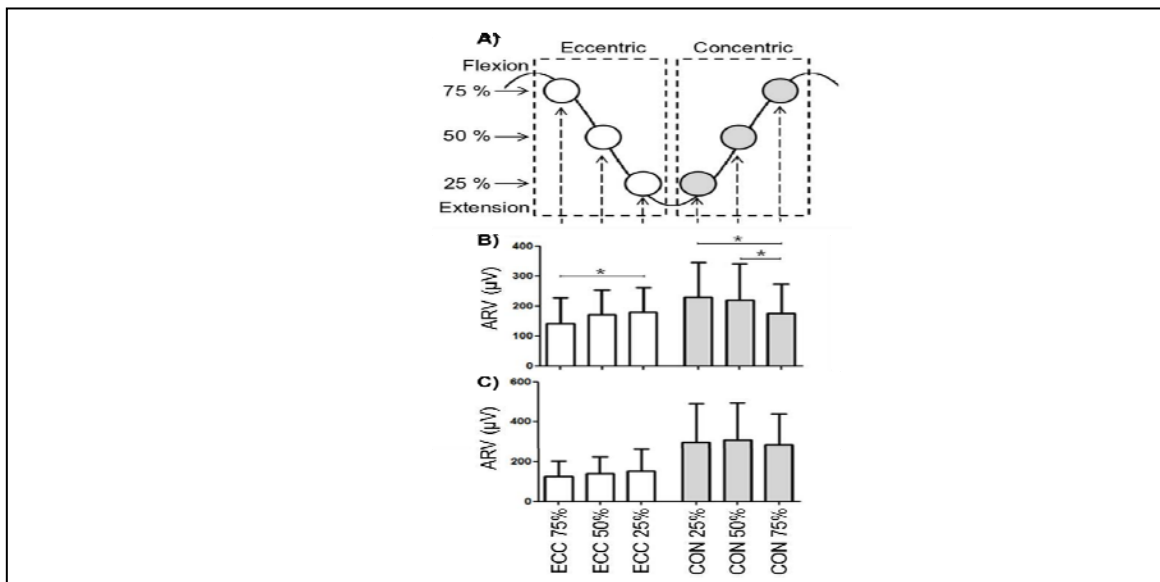 A)
Eccentric Concentric
Flexion
75 %
50 %
25 %
Extension
B)
*
*
*
400
300
200
100
0
ARV (µV)
C)
600
400
200
0
ARV (µV)
ECC 75%
ECC 50%
ECC 25%
CON 25%
CON 50%
CON 75%